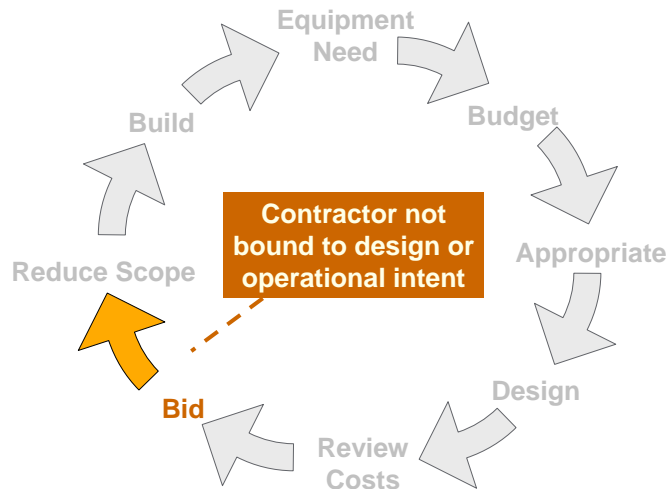 Equipment
Need
Budget
Build
Contractor not
bound to design or
operational intent
Appropriate
Reduce Scope
Design
Bid
Review
Costs